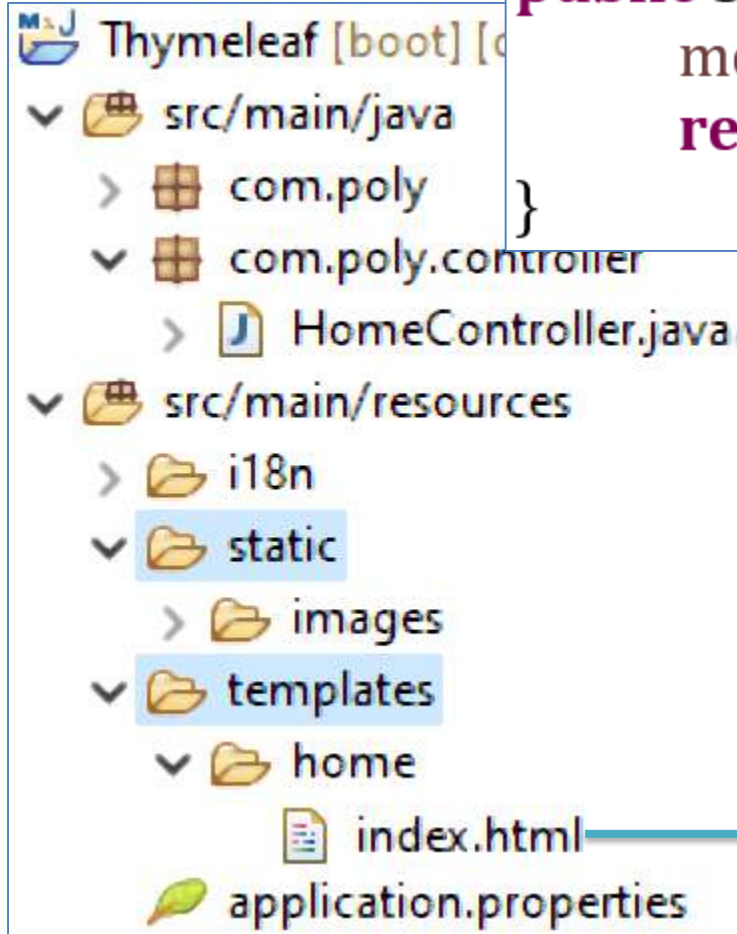 Thymeleaf [boot]
src/main/java
com.poly
}
com.poly.controller
HomeController.java
src/main/resources
i18n
static
images
templates
home
index.html
application.properties